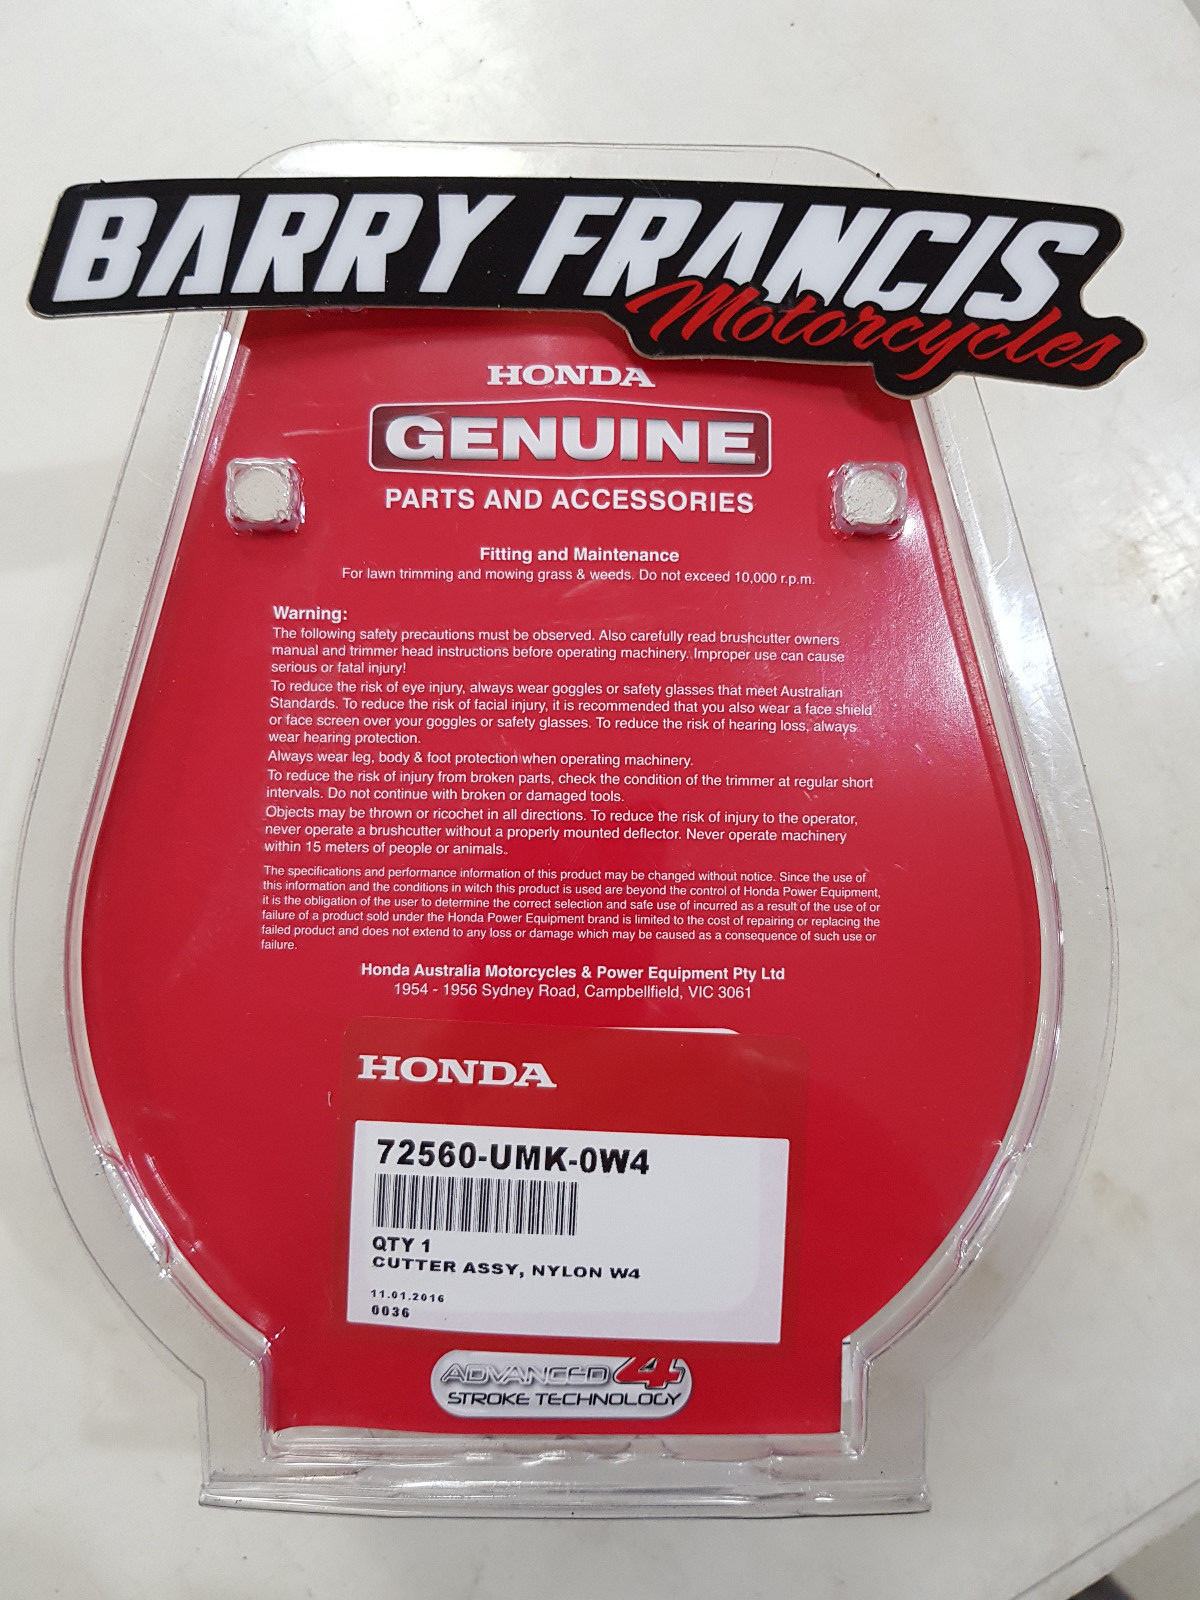 BARRY FRANCIS
Motorcycles
HONDA
GENUINE
PARTS AND ACCESSORIES
Fitting and Maintenance
For lawn trimming and mowing grass & weeds. Do not exceed 10,000 r.p.m.
Warning:
The following safety precautions must be observed. Also carefully read brushcutter owners
manual and trimmer head instructions before operating machinery. Improper use can cause
serious or fatal injury!
To reduce the risk of eye injury, always wear goggles or safety glasses that meet Australian
Standards. To reduce the risk of facial injury, it is recommended that you also wear a face shield
or face screen over your goggles or safety glasses. To reduce the risk of hearing loss, always
wear hearing protection.
Always wear leg, body & foot protection when operating machinery.
To reduce the risk of injury from broken parts, check the condition of the trimmer at regular short
intervals. Do not continue with broken or damaged tools.
Objects may be thrown or ricochet in all directions. To reduce the risk of injury to the operator,
never operate a brushcutter without a properly mounted deflector. Never operate machinery
within 15 meters of people or animals.
The specifications and performance information of this product may be changed without notice. Since the use of
this information and the conditions in witch this product is used are beyond the control of Honda Power Equipment,
it is the obligation of the user to determine the correct selection and safe use of incurred as a result of the use of or
failure of a product sold under the Honda Power Equipment brand is limited to the cost of repairing or replacing the
failed product and does not extend to any loss or damage which may be caused as a consequence of such use or
failure.
Honda Australia Motorcycles & Power Equipment Pty Ltd
1954 - 1956 Sydney Road, Campbellfield, VIC 3061
HONDA
72560-UMK-0W4
QTY 1
CUTTER ASSY, NYLON W4
11.01.2016
0036
ADVANCED 4
STROKE TECHNOLOGY